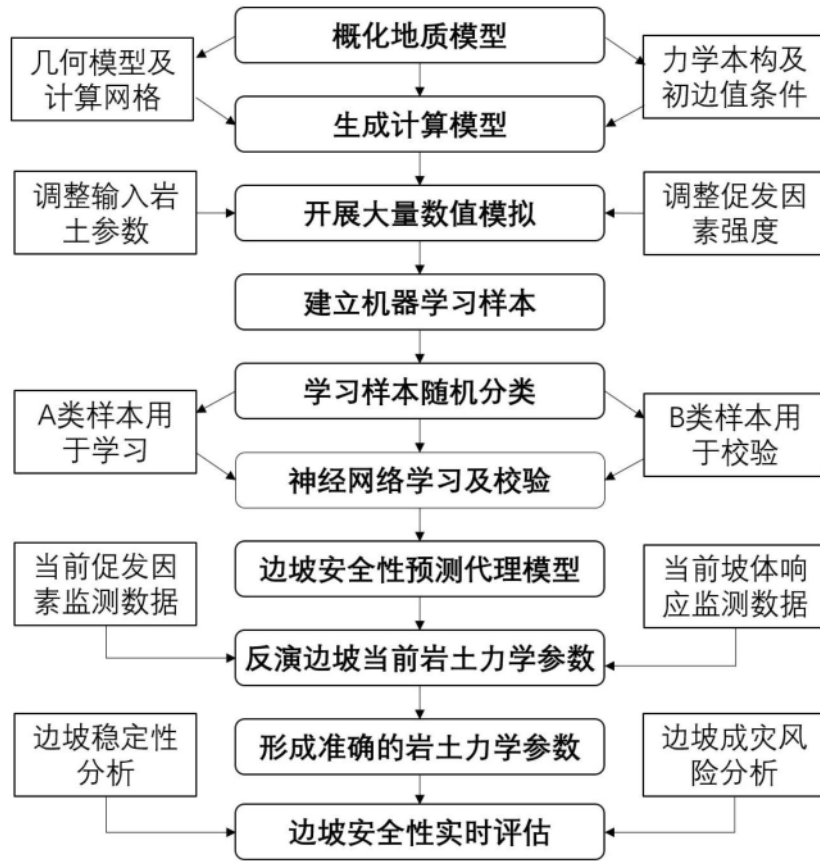 概化地质模型
几何模型及
计算网格
力学本构及
初边值条件
生成计算模型
调整输入岩
土参数
开展大量数值模拟
调整促发因
素强度
建立机器学习样本
学习样本随机分类
A类样本用
于学习
B类样本用
于校验
神经网络学习及校验
边坡安全性预测代理模型
当前促发因
素监测数据
当前坡体响
应监测数据
反演边坡当前岩土力学参数
边坡稳定性
分析
形成准确的岩土力学参数
边坡成灾风
险分析
边坡安全性实时评估